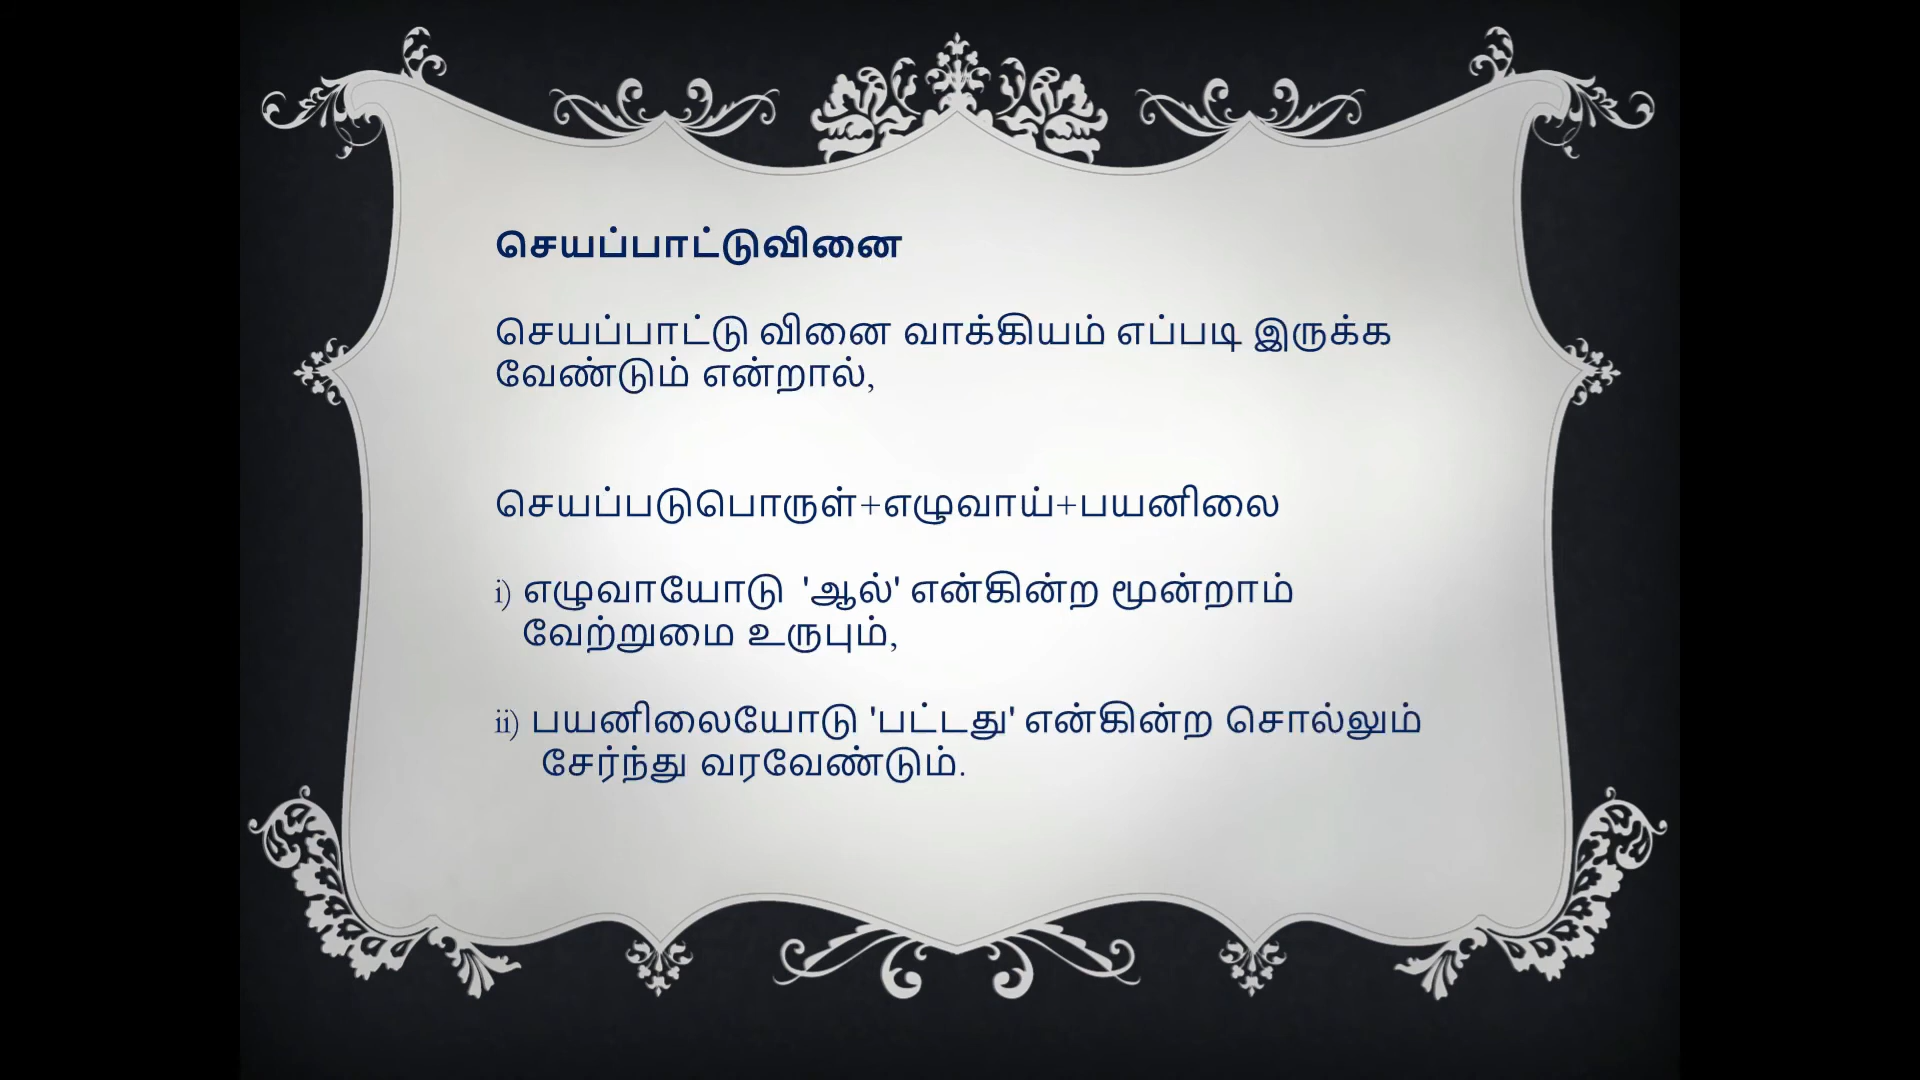 செயப்பாட்டுவினை
செயப்பாட்டு வினை வாக்கியம் எப்படி இருக்க
வேண்டும் என்றால்,
செயப்படுபொருள்+எழுவாய்+பயனிலை
i) எழுவாயோடு 'ஆல்' என்கின்ற மூன்றாம்
வேற்றுமை உருபும்,
ii) பயனிலையோடு 'பட்டது' என்கின்ற சொல்லும்
சேர்ந்து வரவேண்டும்.